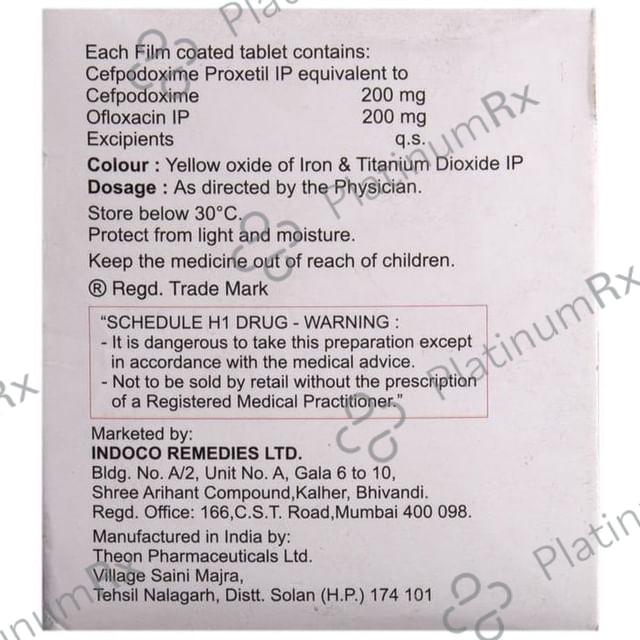 Each Film coated tablet contains:
Cefpodoxime Proxetil IP equivalent to
Cefpodoxime 200 mg
Ofloxacin IP 200 mg
Excipients q.s.
Colour : Yellow oxide of Iron & Titanium Dioxide IP
Dosage : As directed by the Physician.
Store below 30°C.
Protect from light and moisture.
Keep the medicine out of reach of children.
® Regd. Trade Mark
"SCHEDULE H1 DRUG - WARNING :
- It is dangerous to take this preparation except
in accordance with the medical advice.
- Not to be sold by retail without the prescription
of a Registered Medical Practitioner."
Marketed by:
INDOCO REMEDIES LTD.
Bldg. No. A/2, Unit No. A, Gala 6 to 10,
Shree Arihant Compound,Kalher, Bhivandi.
Regd. Office: 166,C.S.T. Road,Mumbai 400 098.
Manufactured in India by:
Theon Pharmaceuticals Ltd.
Village Saini Majra,
Tehsil Nalagarh, Distt. Solan (H.P.) 174 101
PlatinumRx
PlatinumRx
Rx
PlatinumRx
tinumRx
Platin